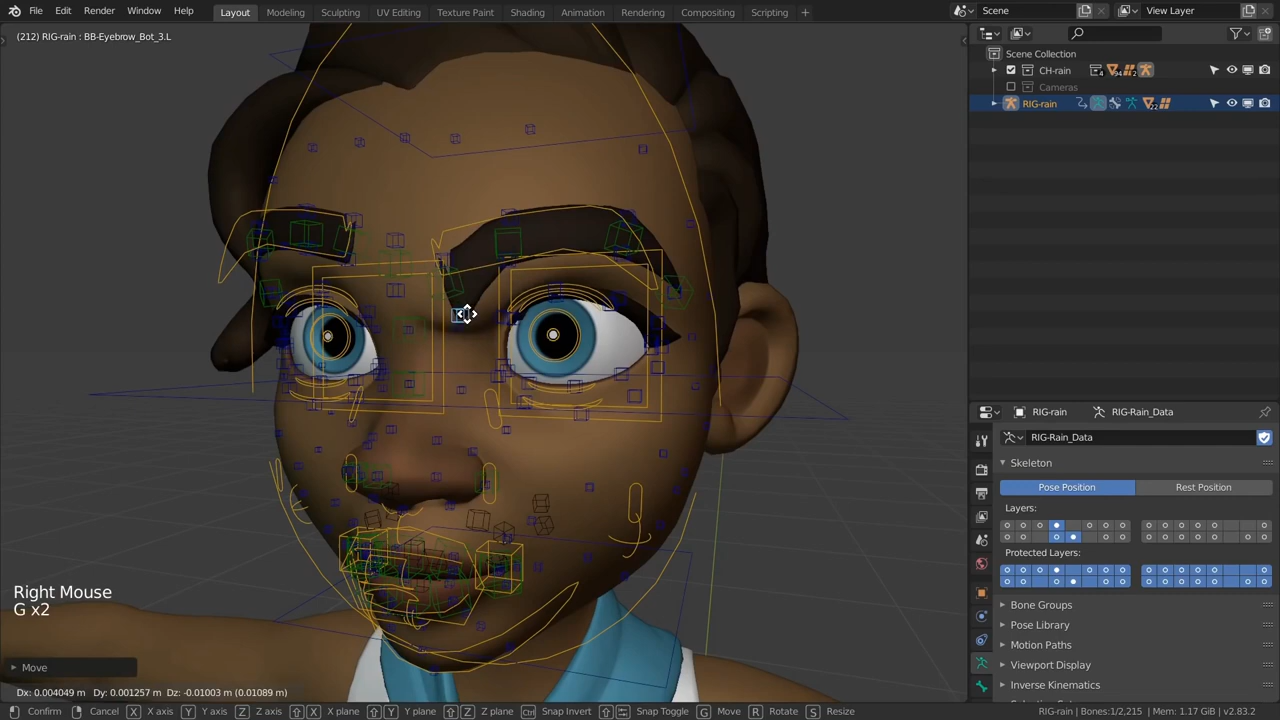 File Edit Render Window Help Layout Modeling Sculpting UV Editing Texture Paint Shading Animation Rendering Compositing Scripting + Scene View Layer
(212) RIG-rain : BB-Eyebrow_Bot_3.L
Scene Collection
CH-rain
Cameras
RIG-rain
RIG-rain RIG-Rain_Data
RIG-Rain_Data
Skeleton
Pose Position Rest Position
Layers:
Protected Layers:
Bone Groups
Pose Library
Motion Paths
Viewport Display
Inverse Kinematics
Right Mouse
G x2
Move
Dx: 0.004049 m Dy: 0.001257 m Dz: -0.01003 m (0.01089 m)
Confirm Cancel X X axis Y Y axis Z Z axis X X plane Y Y plane Z Z plane Ctrl Snap Invert Snap Toggle G Move R Rotate S Resize RIG-rain | Bones:1/2,215 | Mem: 1.17 GiB | v2.83.2